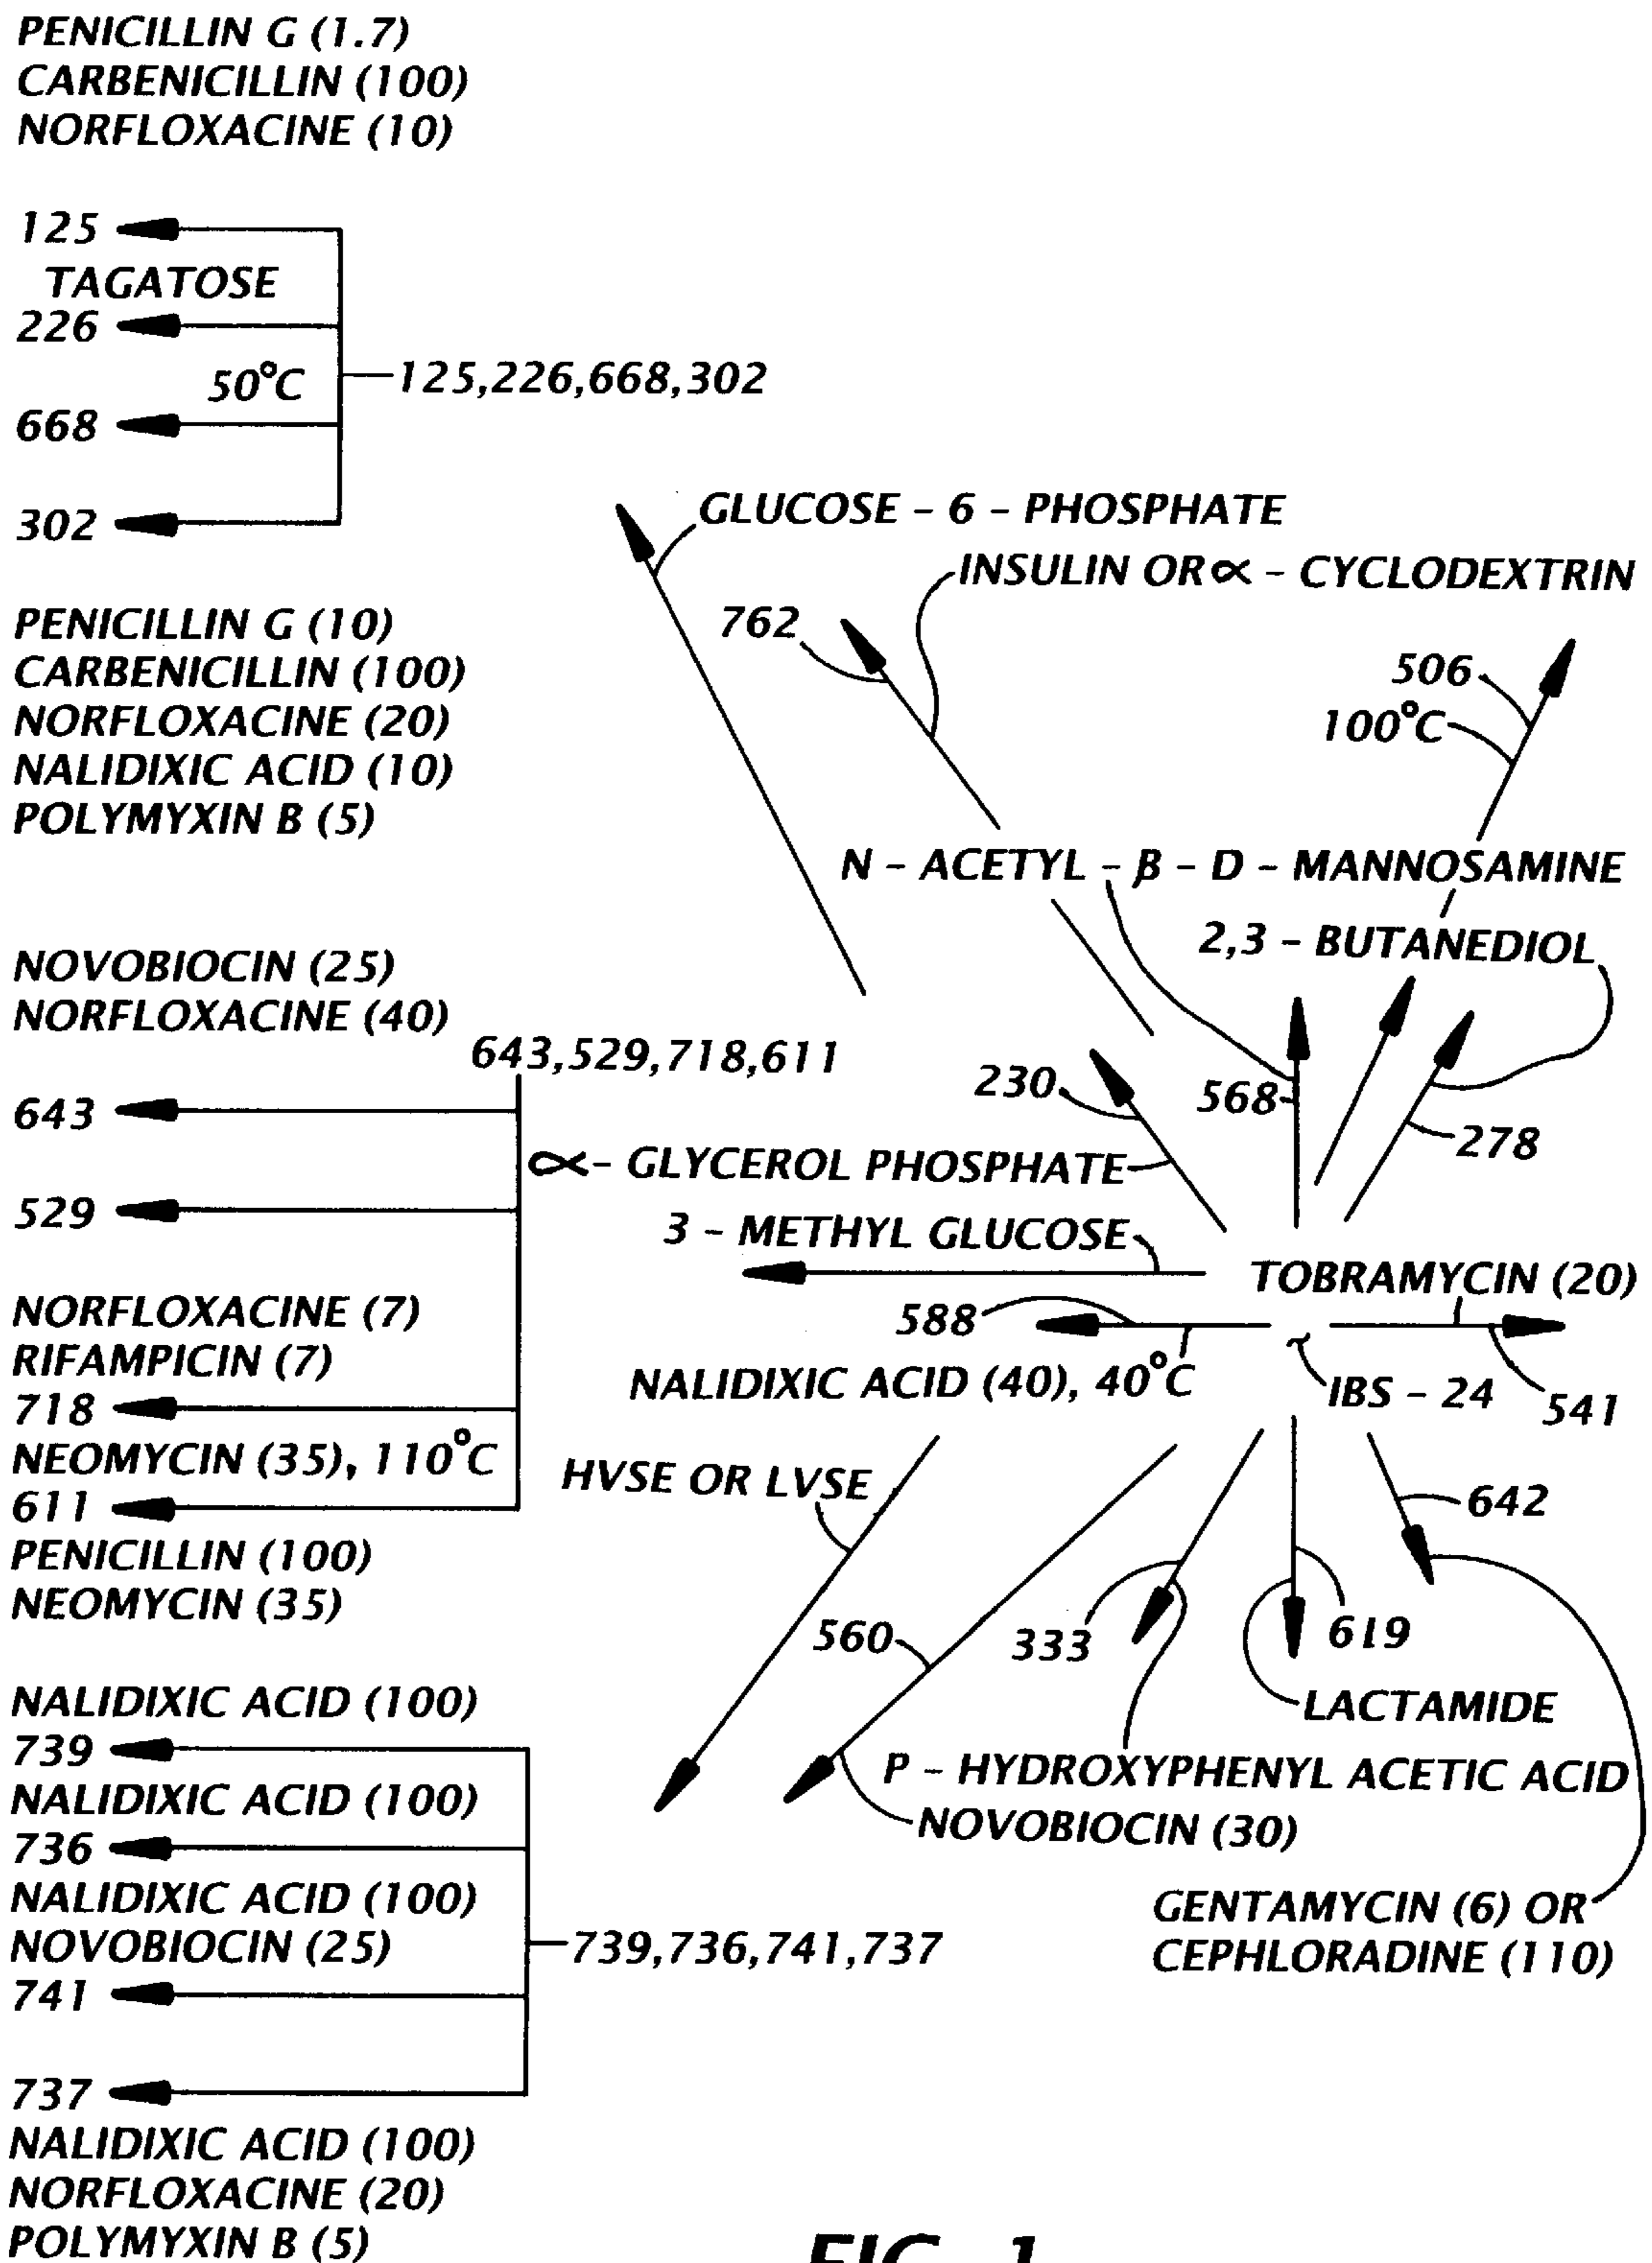 PENICILLIN G (1.7)
CARBENICILLIN (100)
NORFLOXACINE (10)
125
TAGATOSE
226
50°C
125,226,668,302
668
302
PENICILLIN G (10)
CARBENICILLIN (100)
NORFLOXACINE (20)
NALIDIXIC ACID (10)
POLYMYXIN B (5)
GLUCOSE - 6 - PHOSPHATE
INSULIN OR ∝ - CYCLODEXTRIN
762
506
100°C
N - ACETYL - β - D - MANNOSAMINE
2,3 - BUTANEDIOL
NOVOBIOCIN (25)
NORFLOXACINE (40)
643,529,718,611
643
230
568
278
∝ - GLYCEROL PHOSPHATE
529
3 - METHYL GLUCOSE
TOBRAMYCIN (20)
588
NORFLOXACINE (7)
RIFAMPICIN (7)
718
NALIDIXIC ACID (40), 40°C
IBS - 24
541
NEOMYCIN (35), 110°C
611
HVSE OR LVSE
642
PENICILLIN (100)
NEOMYCIN (35)
560
333
619
LACTAMIDE
NALIDIXIC ACID (100)
739
P - HYDROXYPHENYL ACETIC ACID
NALIDIXIC ACID (100)
736
NOVOBIOCIN (30)
NALIDIXIC ACID (100)
NOVOBIOCIN (25)
739,736,741,737
GENTAMYCIN (6) OR
CEPHLORADINE (110)
741
737
NALIDIXIC ACID (100)
NORFLOXACINE (20)
POLYMYXIN B (5)
FIG. 1